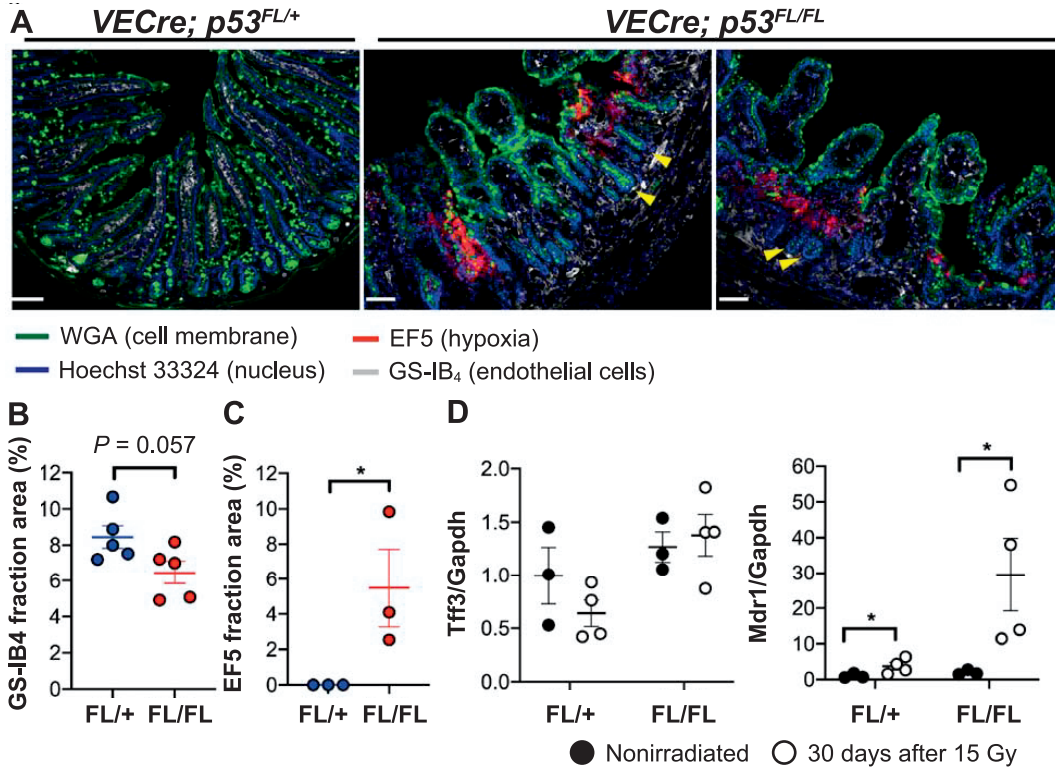 A VECre; p53FL/+ VECre; p53FL/FL
WGA (cell membrane) EF5 (hypoxia)
Hoechst 33324 (nucleus) GS-IB4 (endothelial cells)
B C D
P = 0.057
*
*
*
GS-IB4 fraction area (%)
12
10
8
6
4
2
0
FL/+ FL/FL
EF5 fraction area (%)
12
10
8
6
4
2
0
FL/+ FL/FL
Tff3/Gapdh
2.0
1.5
1.0
0.5
0.0
FL/+ FL/FL
Mdr1/Gapdh
60
50
40
30
20
10
0
FL/+ FL/FL
Nonirradiated 30 days after 15 Gy